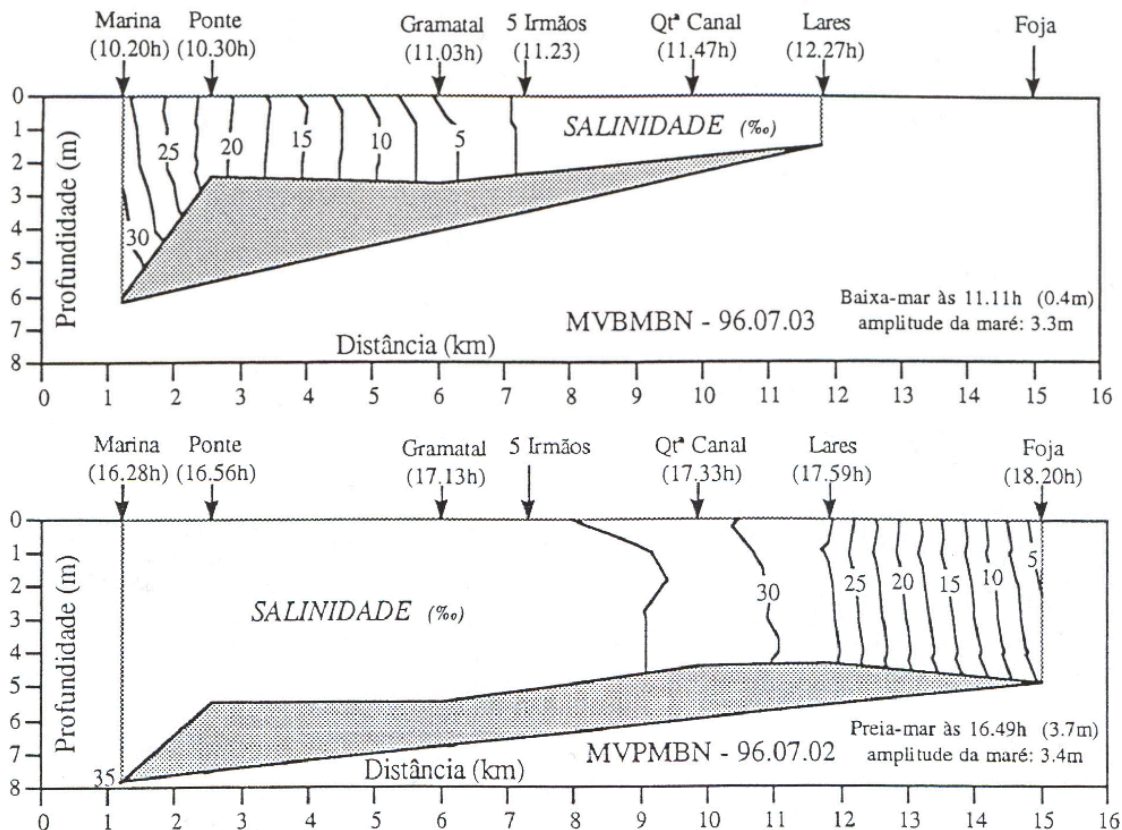 Marina Ponte Gramatal 5 Irmãos Qtª Canal Lares Foja
(10.20h) (10.30h) (11.03h) (11.23) (11.47h) (12.27h)
0
1
2
3
4
5
6
7
8
Profundidade (m)
SALINIDADE (‰)
25 20 15 10 5
30
Baixa-mar às 11.11h (0.4m)
MVBMBN - 96.07.03
amplitude da maré: 3.3m
Distância (km)
0 1 2 3 4 5 6 7 8 9 10 11 12 13 14 15 16
Marina Ponte Gramatal 5 Irmãos Qtª Canal Lares Foja
(16.28h) (16.56h) (17.13h) (17.33h) (17.59h) (18.20h)
0
1
2
3
4
5
6
7
8
Profundidade (m)
SALINIDADE (‰)
30 25 20 15 10 5
35
Preia-mar às 16.49h (3.7m)
MVPMBN - 96.07.02
amplitude da maré: 3.4m
Distância (km)
0 1 2 3 4 5 6 7 8 9 10 11 12 13 14 15 16